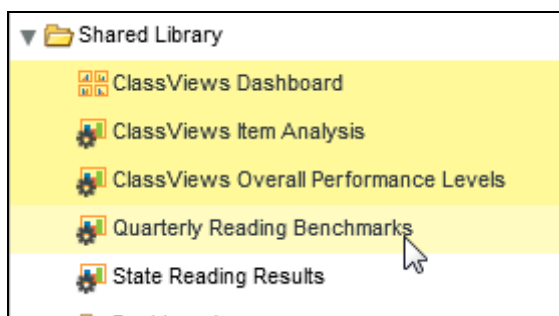 Shared Library
ClassViews Dashboard
ClassViews Item Analysis
ClassViews Overall Performance Levels
Quarterly Reading Benchmarks
State Reading Results